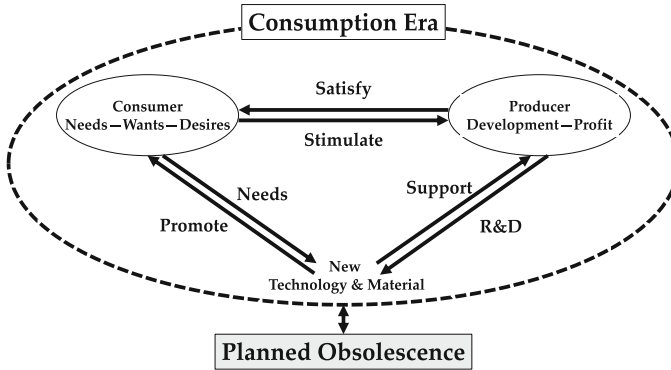 Consumption Era
Satisfy
Consumer
Needs—Wants—Desires
Producer
Development—Profit
Stimulate
Needs
Support
Promote
R&D
New
Technology & Material
Planned Obsolescence